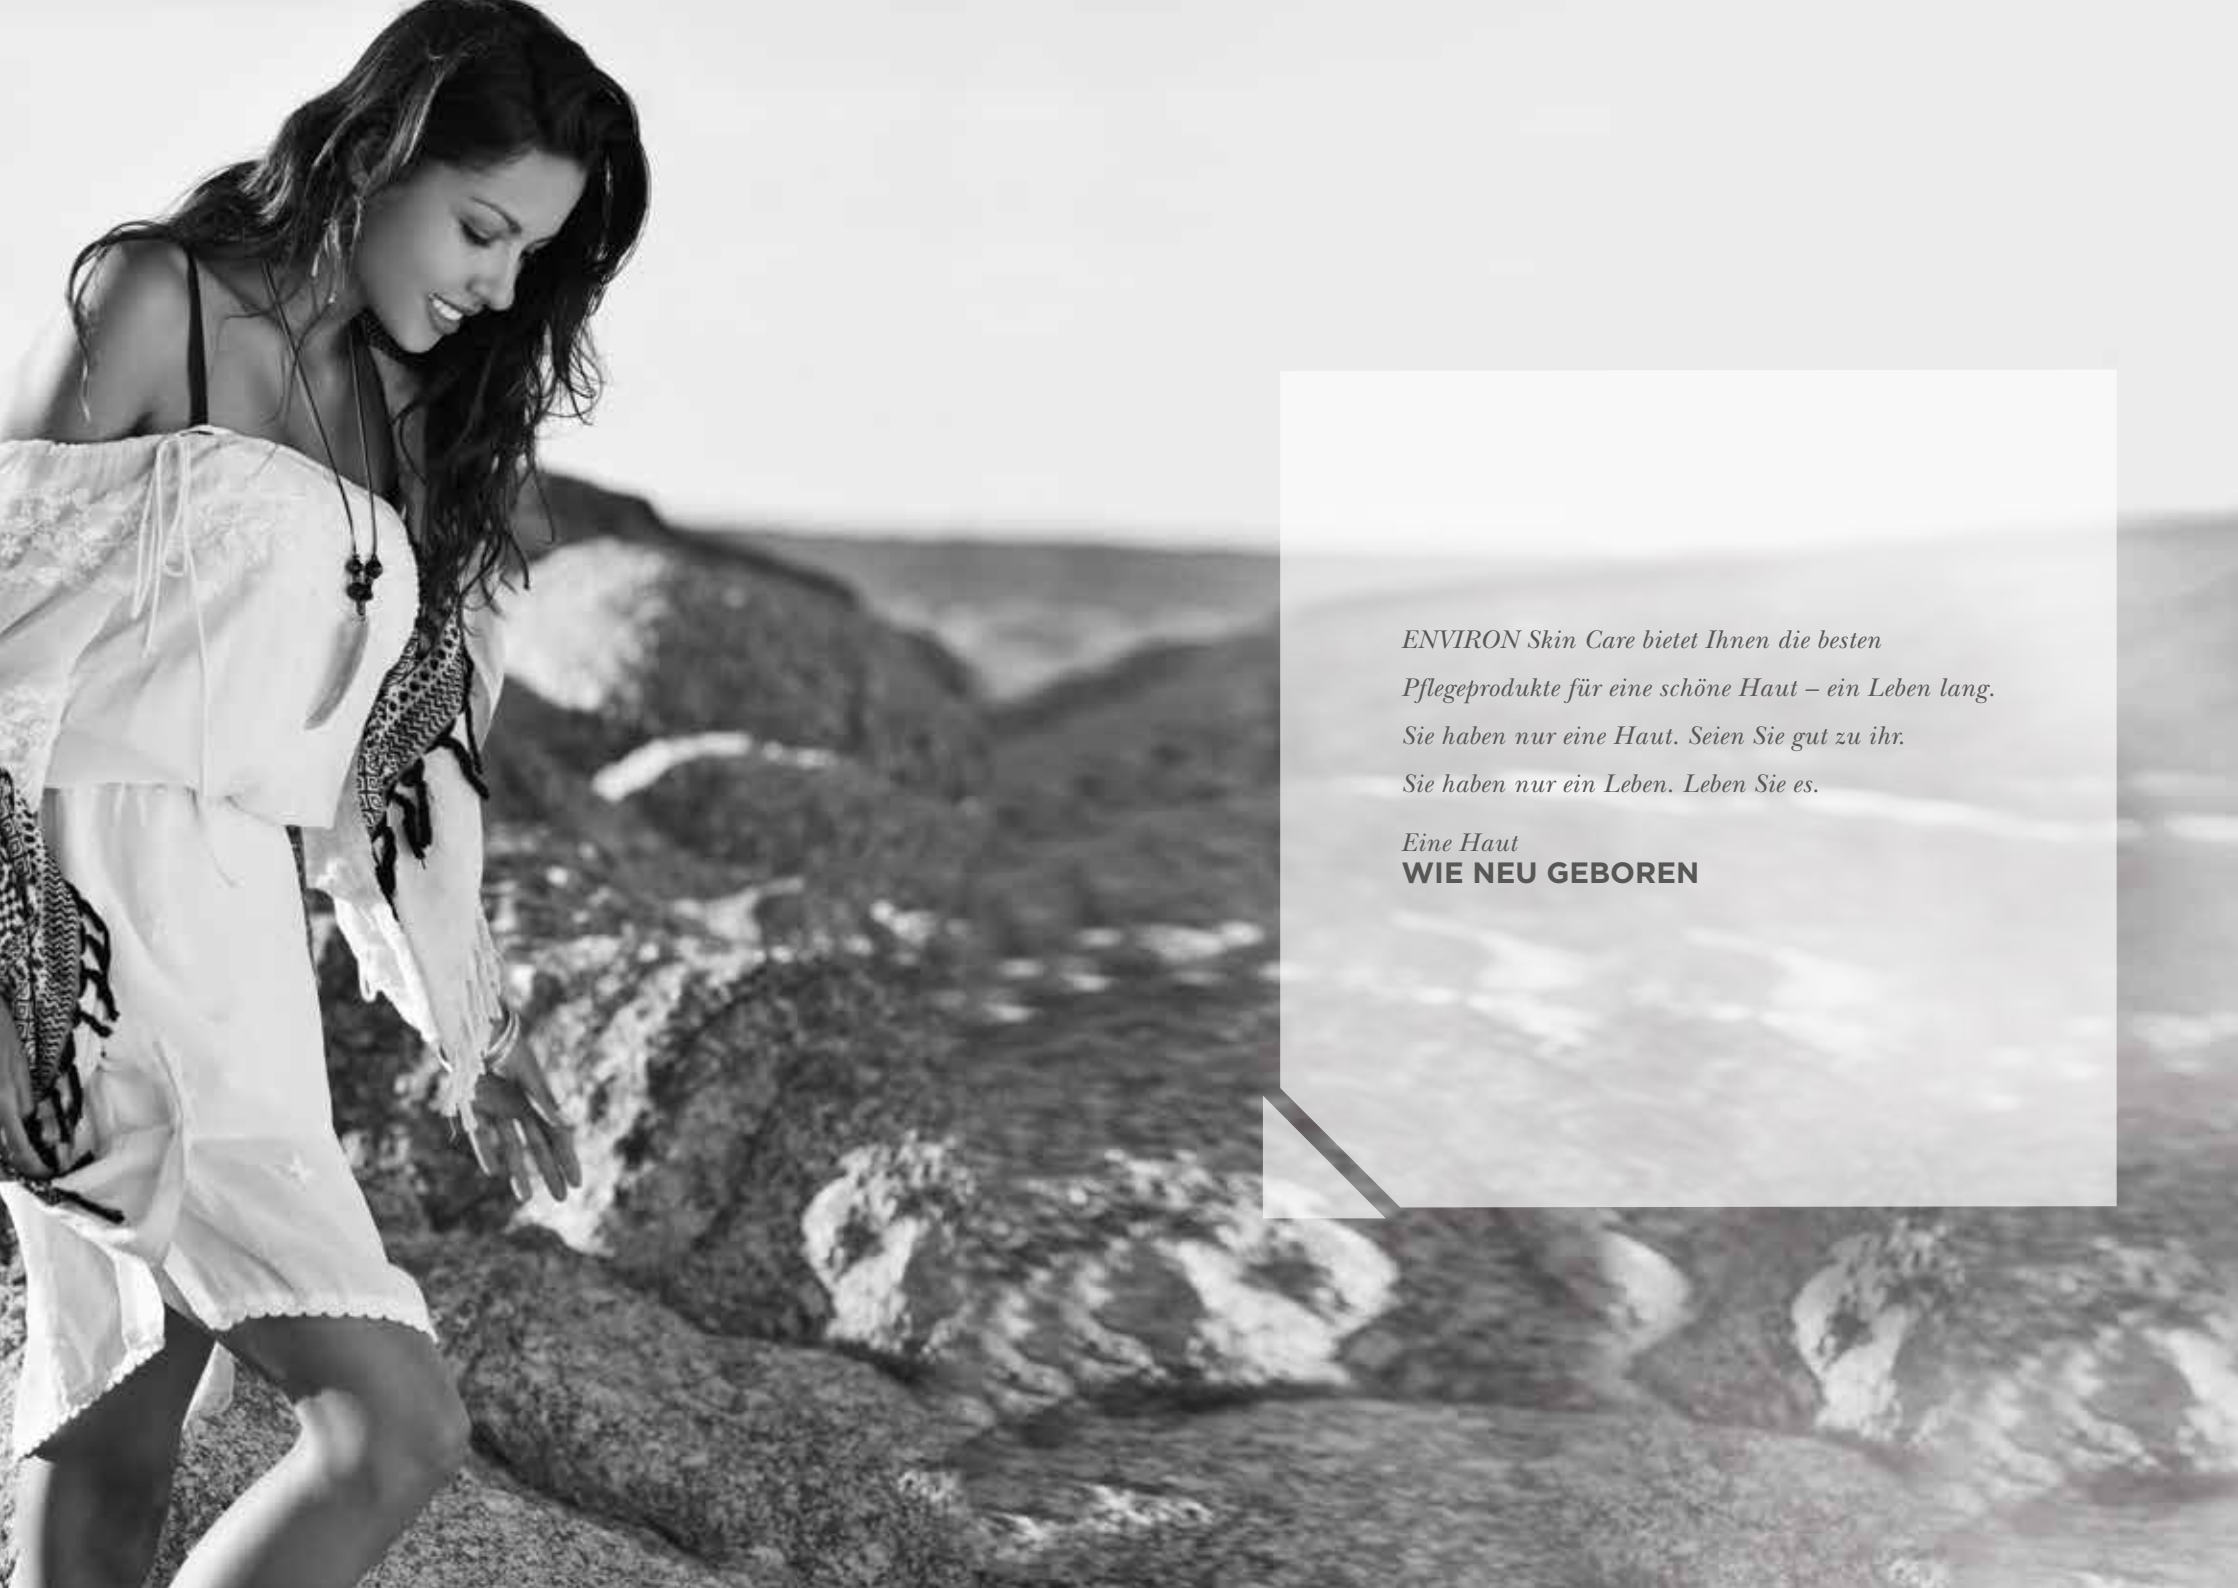 ENVIRON Skin Care bietet Ihnen die besten
Pflegeprodukte für eine schöne Haut – ein Leben lang.
Sie haben nur eine Haut. Seien Sie gut zu ihr.
Sie haben nur ein Leben. Leben Sie es.
Eine Haut
WIE NEU GEBOREN